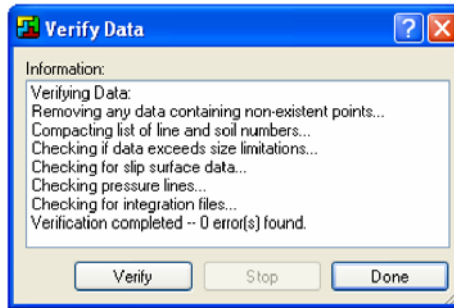 Verify Data
Information:
Verifying Data:
Removing any data containing non-existent points...
Compacting list of line and soil numbers...
Checking if data exceeds size limitations...
Checking for slip surface data...
Checking pressure lines...
Checking for integration files...
Verification completed -- 0 error(s) found.
Verify Stop Done